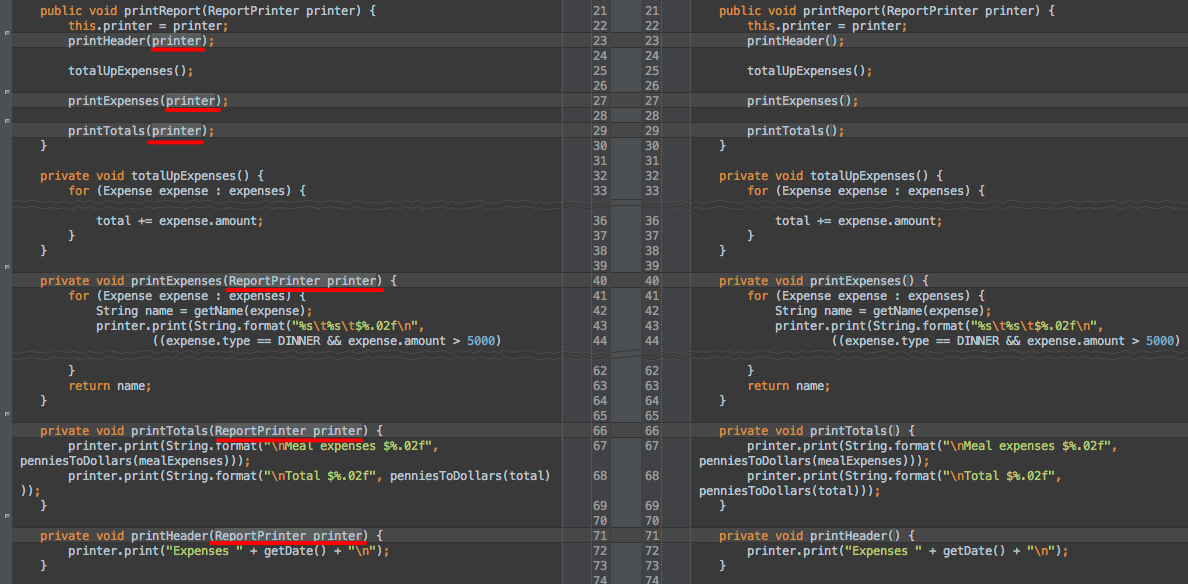 public void printReport(ReportPrinter printer) { 21 21 public void printReport(ReportPrinter printer) {
this.printer = printer; 22 22 this.printer = printer;
printHeader(printer); 23 23 printHeader();
24 24
totalUpExpenses(); 25 25 totalUpExpenses();
26 26
printExpenses(printer); 27 27 printExpenses();
28 28
printTotals(printer); 29 29 printTotals();
} 30 30 }
31 31
private void totalUpExpenses() { 32 32 private void totalUpExpenses() {
for (Expense expense : expenses) { 33 33 for (Expense expense : expenses) {
total += expense.amount; 36 36 total += expense.amount;
} 37 37 }
} 38 38 }
39 39
private void printExpenses(ReportPrinter printer) { 40 40 private void printExpenses() {
for (Expense expense : expenses) { 41 41 for (Expense expense : expenses) {
String name = getName(expense); 42 42 String name = getName(expense);
printer.print(String.format("%s\t%s\t$%.02f\n", 43 43 printer.print(String.format("%s\t%s\t$%.02f\n",
((expense.type == DINNER && expense.amount > 5000) 44 44 ((expense.type == DINNER && expense.amount > 5000)
} 62 62 }
return name; 63 63 return name;
} 64 64 }
65 65
private void printTotals(ReportPrinter printer) { 66 66 private void printTotals() {
printer.print(String.format("\nMeal expenses $%.02f", 67 67 printer.print(String.format("\nMeal expenses $%.02f",
penniesToDollars(mealExpenses))); penniesToDollars(mealExpenses)));
printer.print(String.format("\nTotal $%.02f", penniesToDollars(total) 68 68 printer.print(String.format("\nTotal $%.02f",
)); penniesToDollars(total)));
} 69 69 }
70 70
private void printHeader(ReportPrinter printer) { 71 71 private void printHeader() {
printer.print("Expenses " + getDate() + "\n"); 72 72 printer.print("Expenses " + getDate() + "\n");
} 73 73 }
74 74